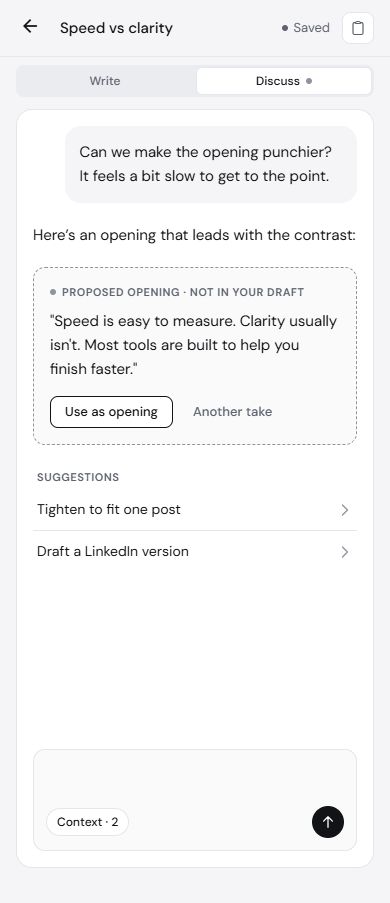 Speed vs clarity
Saved
Write
Discuss
Can we make the opening punchier?
It feels a bit slow to get to the point.
Here’s an opening that leads with the contrast:
PROPOSED OPENING · NOT IN YOUR DRAFT
"Speed is easy to measure. Clarity usually
isn't. Most tools are built to help you
finish faster."
Use as opening
Another take
SUGGESTIONS
Tighten to fit one post
Draft a LinkedIn version
Context · 2